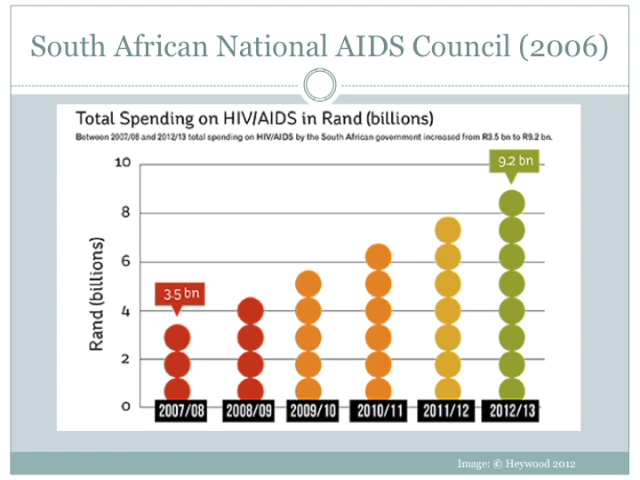 South African National AIDS Council (2006)
Total Spending on HIV/AIDS in Rand (billions)
Between 2007/08 and 2012/13 total spending on HIV/AIDS by the South African government increased from R3.5 bn to R9.2 bn.
10
9.2 bn
8
6
3.5 bn
4
2
0
Rand (billions)
2007/08 2008/09 2009/10 2010/11 2011/12 2012/13
Image: © Heywood 2012